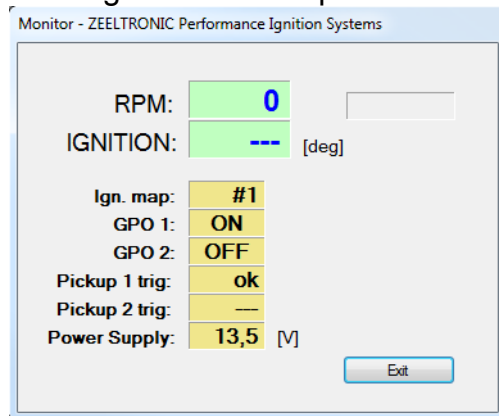 Monitor - ZEELTRONIC Performance Ignition Systems
RPM: 0
IGNITION: --- [deg]
Ign. map: #1
GPO 1: ON
GPO 2: OFF
Pickup 1 trig: ok
Pickup 2 trig: ---
Power Supply: 13,5 [V]
Exit